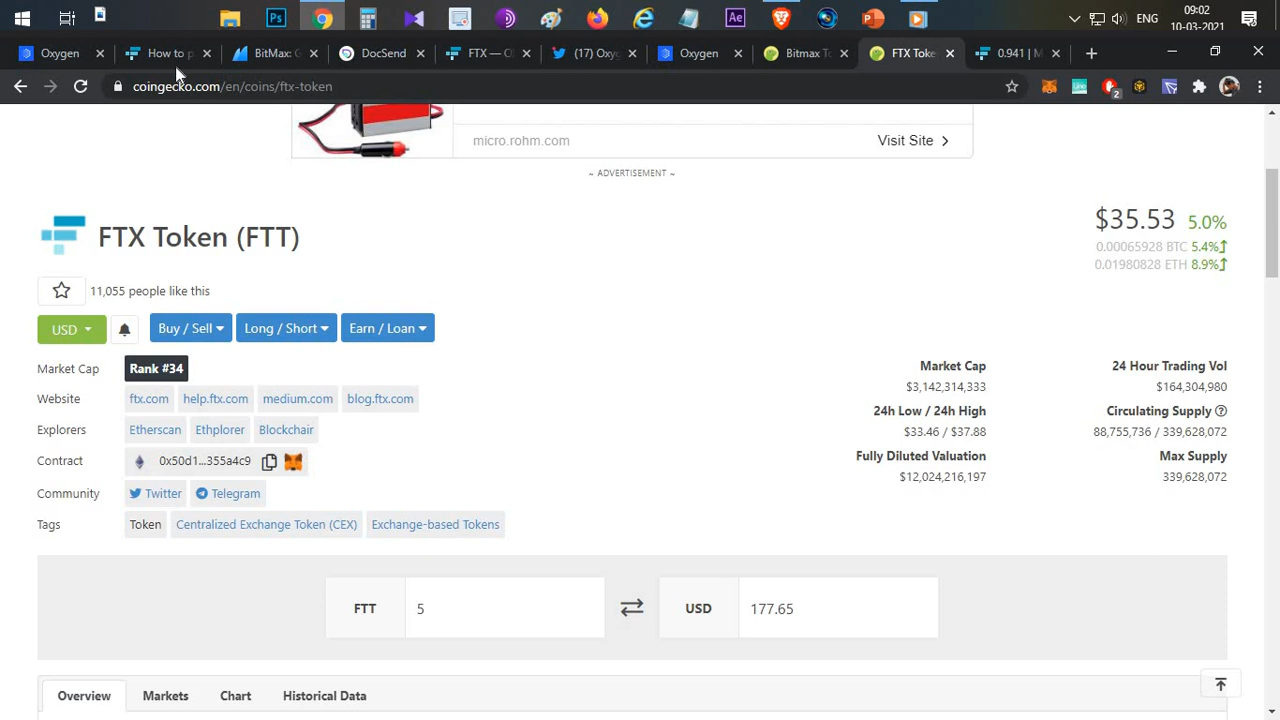 Ps
Ae
ENG
09:02
10-03-2021
Oxygen
How to p
BitMax: G
DocSend
FTX — O
(17) Oxyg
Oxygen
Bitmax To
FTX Toke
0.941 | M
coingecko.com/en/coins/ftx-token
2
micro.rohm.com
Visit Site
~ ADVERTISEMENT ~
FTX Token (FTT)
$35.53 5.0%
0.00065928 BTC 5.4%
0.01980828 ETH 8.9%
11,055 people like this
USD
Buy / Sell
Long / Short
Earn / Loan
Market Cap Rank #34
Website ftx.com help.ftx.com medium.com blog.ftx.com
Explorers Etherscan Ethplorer Blockchair
Contract 0x50d1...355a4c9
Community Twitter Telegram
Tags Token Centralized Exchange Token (CEX) Exchange-based Tokens
Market Cap
$3,142,314,333
24h Low / 24h High
$33.46 / $37.88
Fully Diluted Valuation
$12,024,216,197
24 Hour Trading Vol
$164,304,980
Circulating Supply
88,755,736 / 339,628,072
Max Supply
339,628,072
FTT 5 USD 177.65
Overview Markets Chart Historical Data